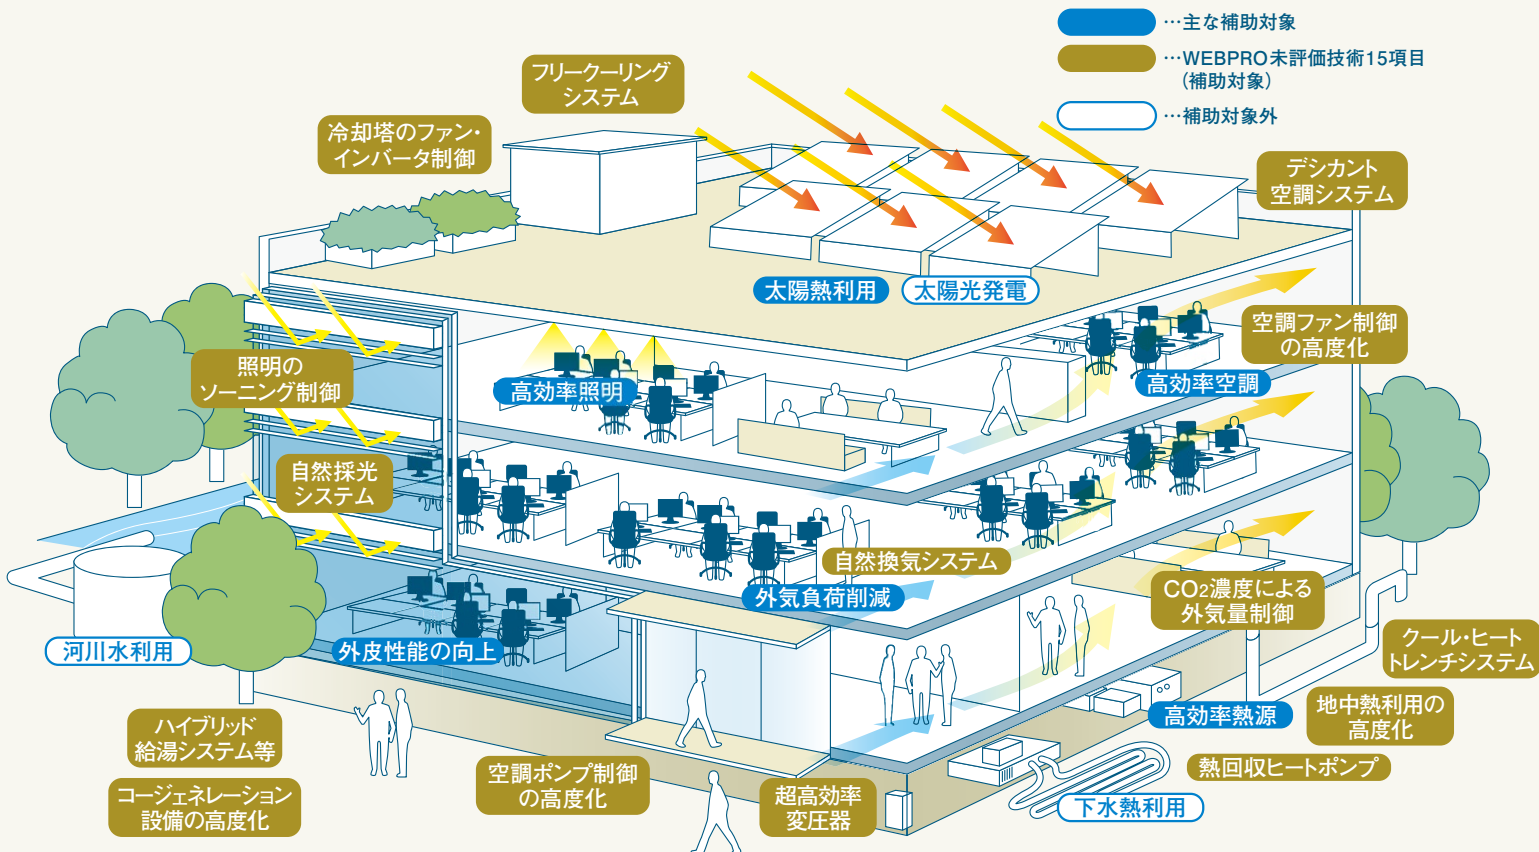 …主な補助対象
…WEBPRO未評価技術15項目
(補助対象)
…補助対象外
フリークーリング
システム
冷却塔のファン・
インバータ制御
デシカント
空調システム
太陽熱利用
太陽光発電
空調ファン制御
の高度化
照明の
ゾーニング制御
高効率照明
高効率空調
自然採光
システム
自然換気システム
外気負荷削減
CO2濃度による
外気量制御
河川水利用
外皮性能の向上
クール・ヒート
トレンチシステム
高効率熱源
地中熱利用の
高度化
ハイブリッド
給湯システム等
空調ポンプ制御
の高度化
熱回収ヒートポンプ
コージェネレーション
設備の高度化
超高効率
変圧器
下水熱利用